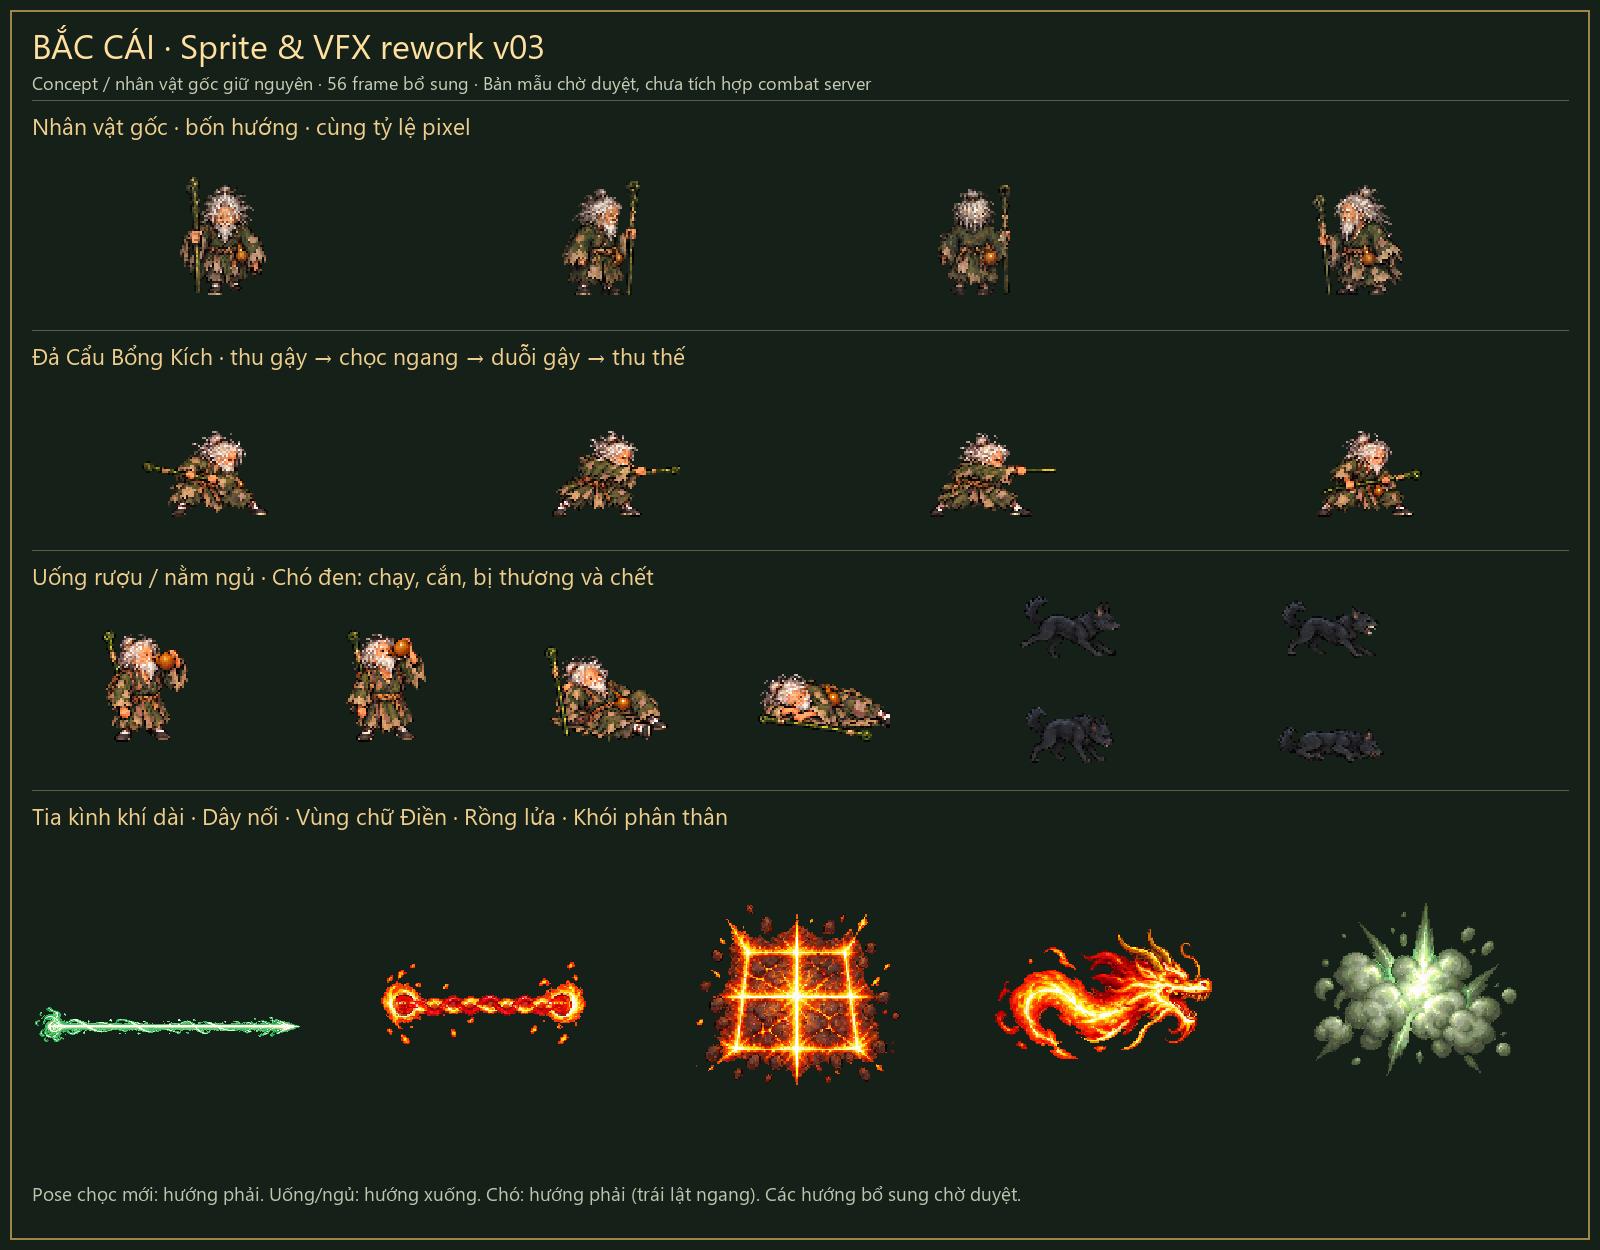 BẮC CÁI · Sprite & VFX rework v03
Concept / nhân vật gốc giữ nguyên · 56 frame bổ sung · Bản mẫu chờ duyệt, chưa tích hợp combat server
Nhân vật gốc · bốn hướng · cùng tỷ lệ pixel
Đả Cẩu Bổng Kích · thu gậy → chọc ngang → duỗi gậy → thu thế
Uống rượu / nằm ngủ · Chó đen: chạy, cắn, bị thương và chết
Tia kình khí dài · Dây nối · Vùng chữ Điền · Rồng lửa · Khói phân thân
Pose chọc mới: hướng phải. Uống/ngủ: hướng xuống. Chó: hướng phải (trái lật ngang). Các hướng bổ sung chờ duyệt.